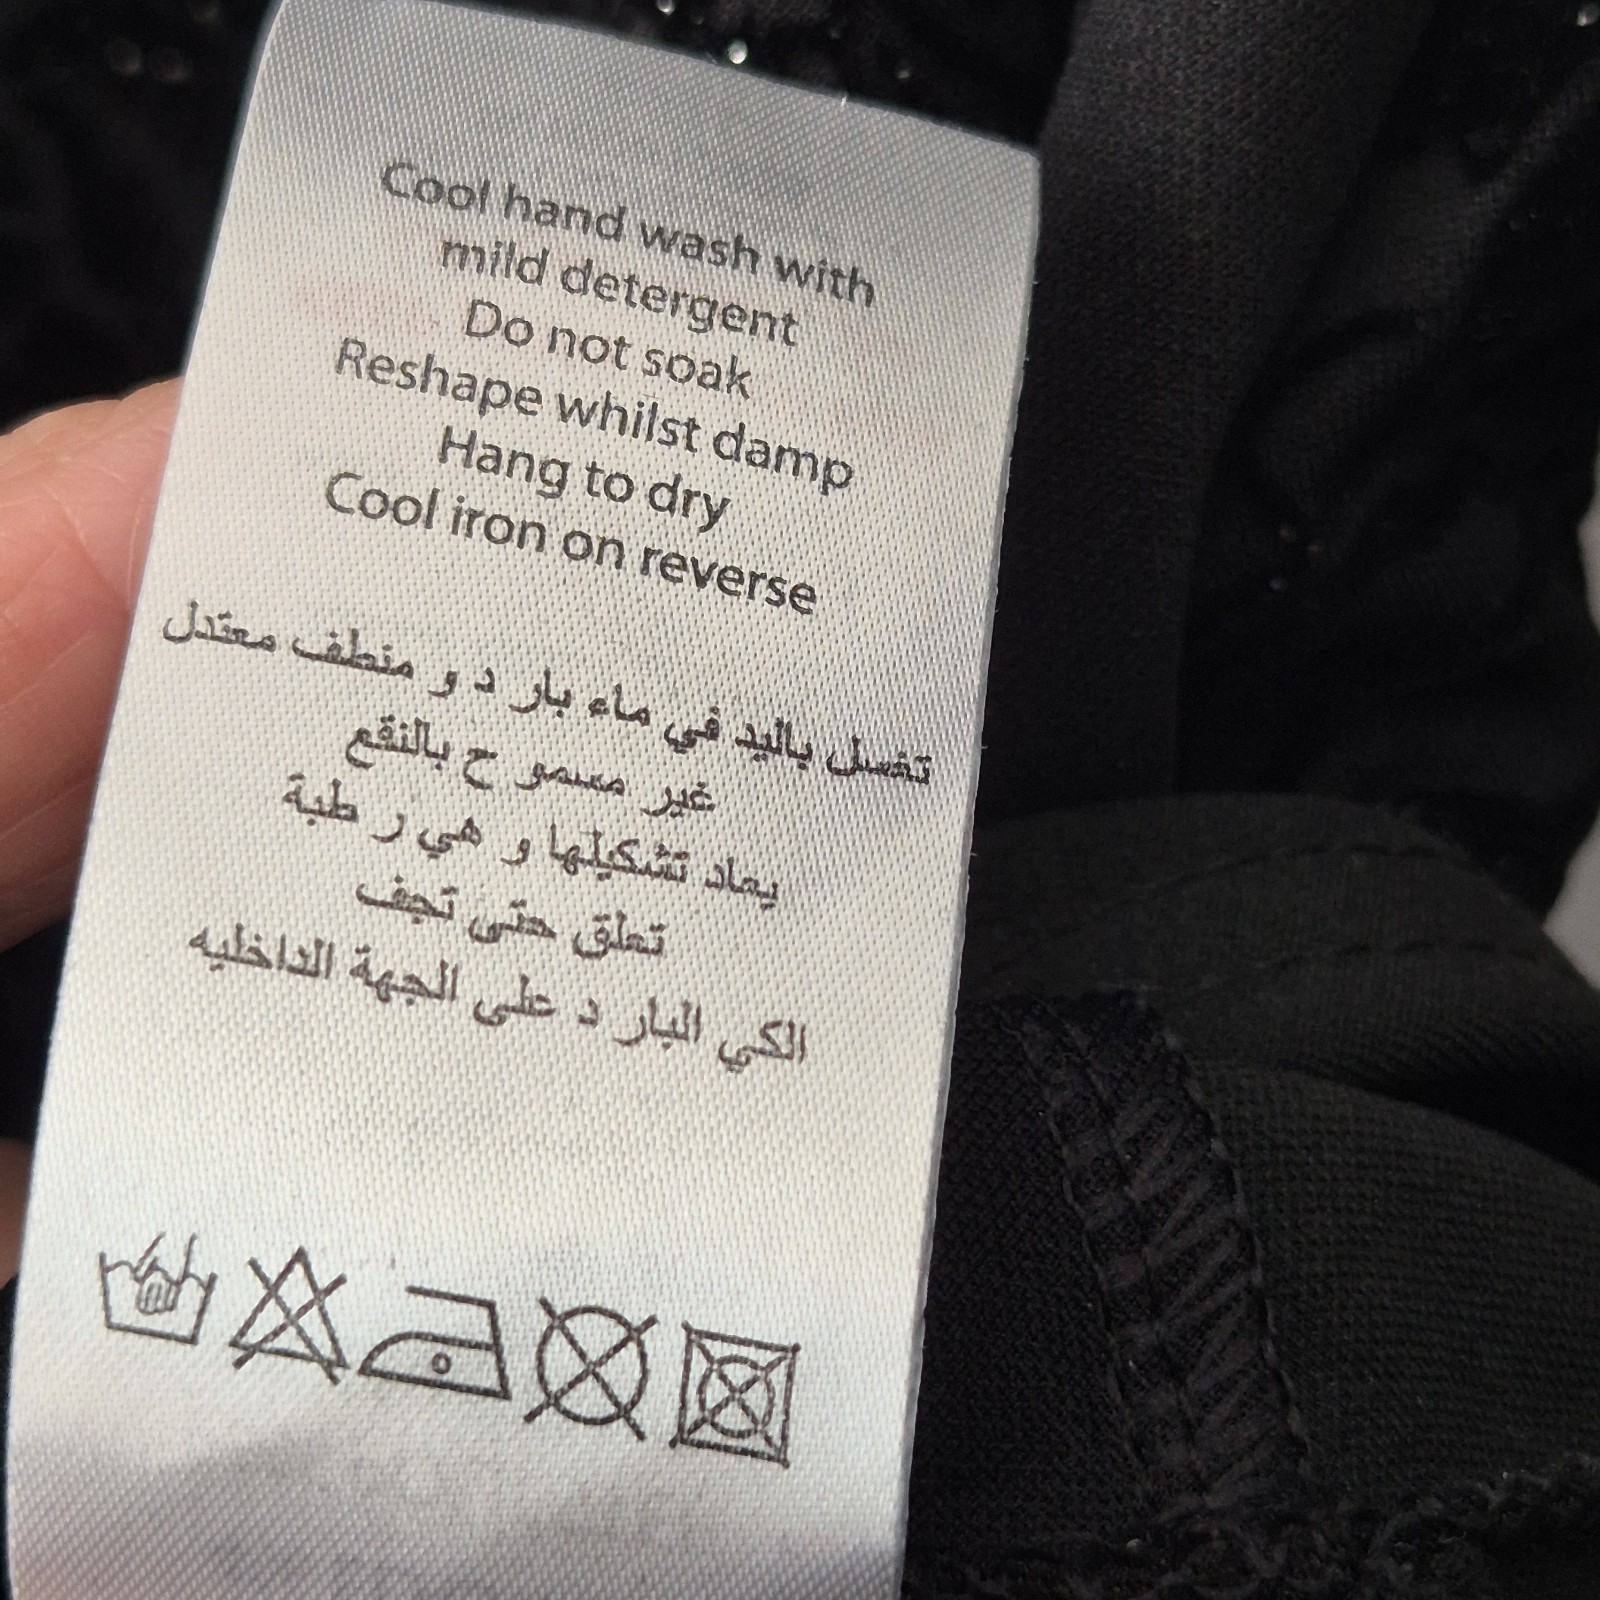 Cool hand wash with
mild detergent
Do not soak
Reshape whilst damp
Hang to dry
Cool iron on reverse
تغسل باليد في ماء بار د و منطف معتدل
غير مسمو ح بالنقع
يعاد تشكيلها و هي ر طبة
تعلق حتى تجف
الكي البار د على الجهة الداخليه